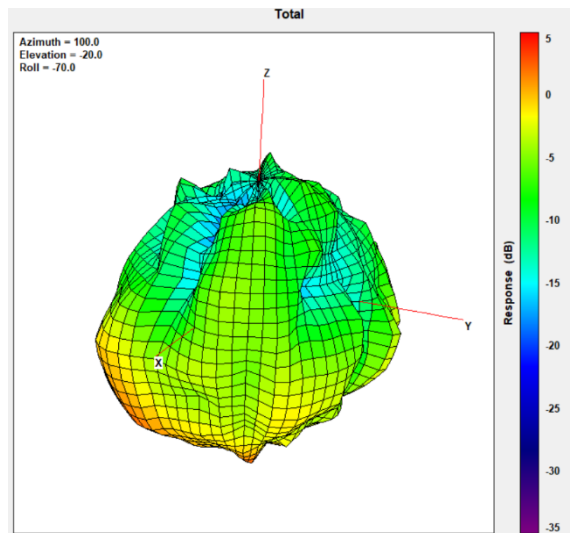 Total
Azimuth = 100.0
Elevation = -20.0
Roll = -70.0
Z
Y
X
5
0
-5
-10
-15
-20
-25
-30
-35
Response (dB)